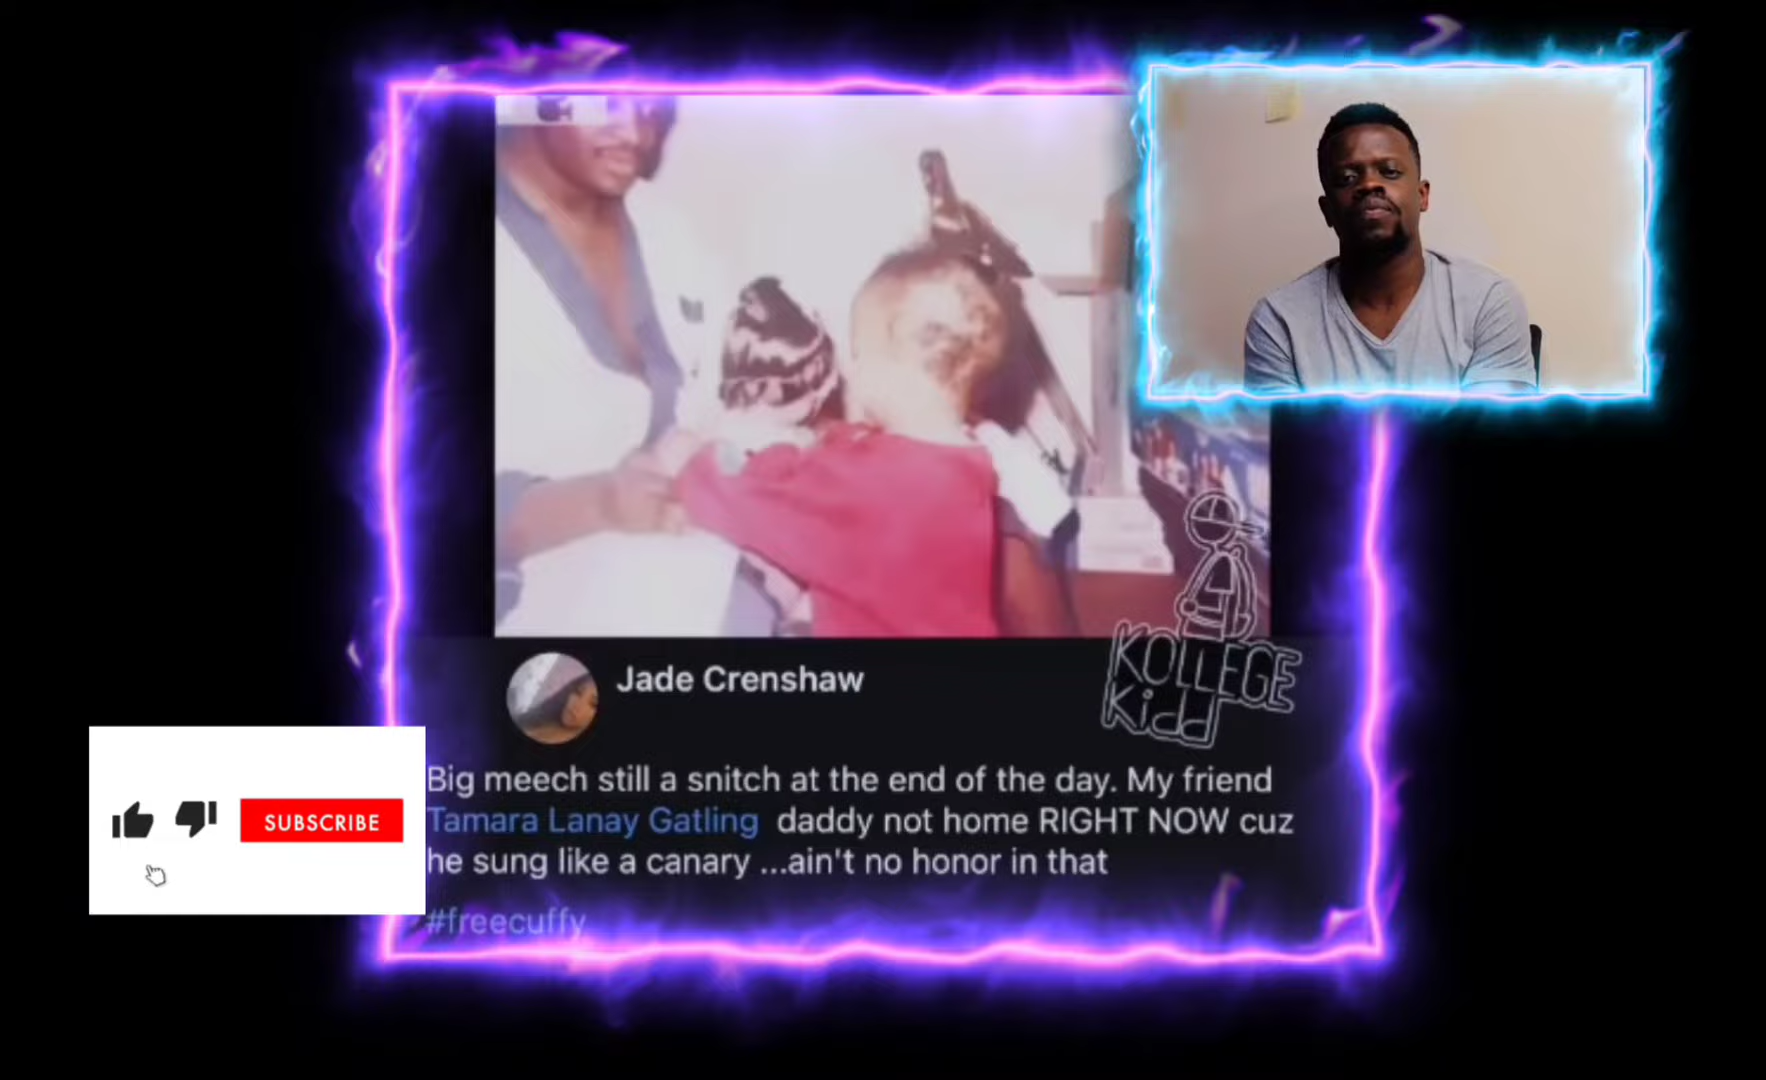 Jade Crenshaw
KOLLEGE
Kidd
Big meech still a snitch at the end of the day. My friend
Tamara Lanay Gatling daddy not home RIGHT NOW cuz
he sung like a canary ...ain't no honor in that
#freecuffy
SUBSCRIBE